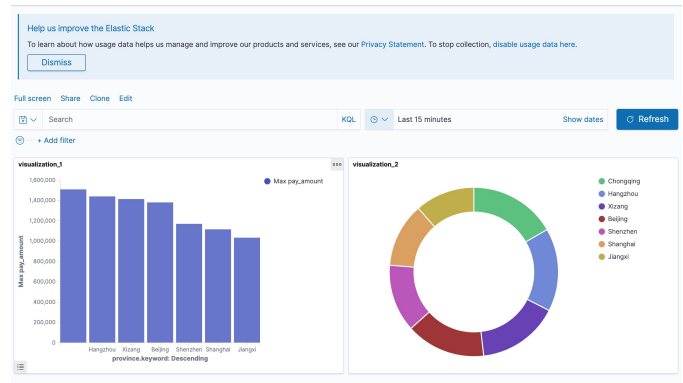 Help us improve the Elastic Stack
To learn about how usage data helps us manage and improve our products and services, see our Privacy Statement. To stop collection, disable usage data here.
Dismiss
Full screen Share Clone Edit
Search KQL Last 15 minutes Show dates Refresh
+ Add filter
visualization_1
1,600,000
1,400,000
1,200,000
1,000,000
800,000
600,000
400,000
200,000
0
Max pay_amount
Hangzhou Xizang Beijing Shenzhen Shanghai Jiangxi
province.keyword: Descending
Max pay_amount
visualization_2
Chongqing
Hangzhou
Xizang
Beijing
Shenzhen
Shanghai
Jiangxi